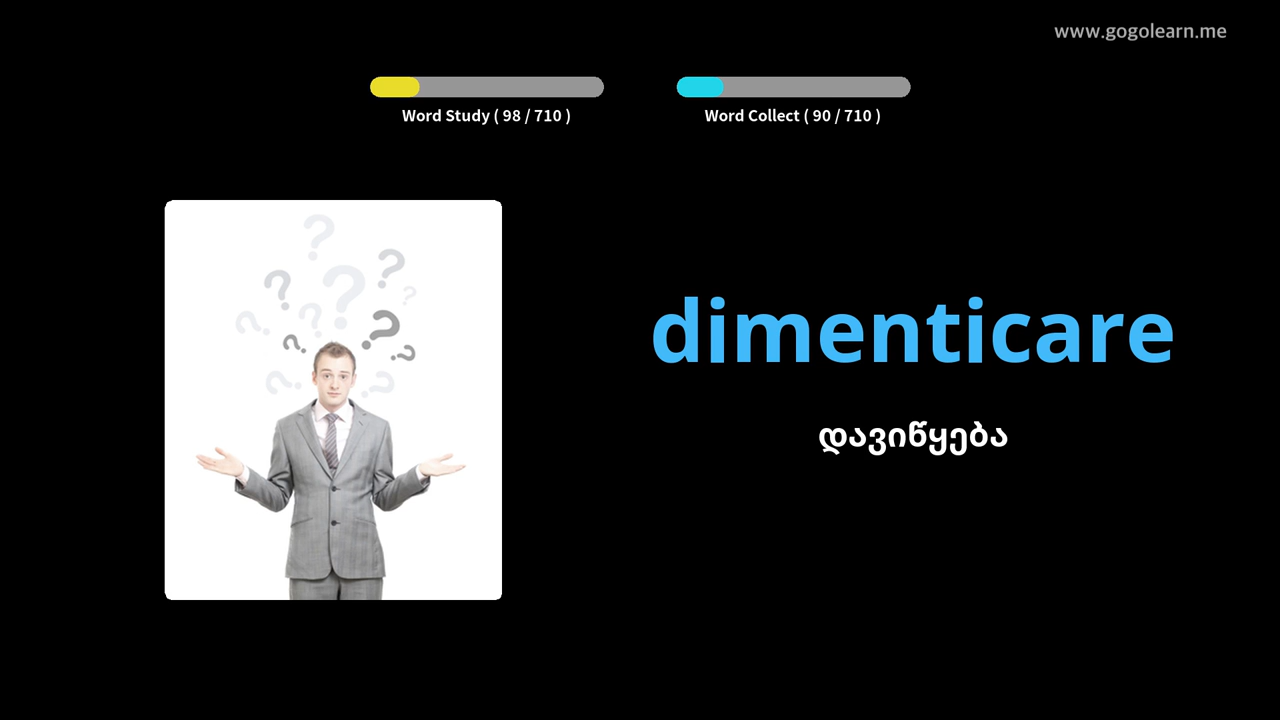 www.gogolearn.me
Word Study ( 98 / 710 )
Word Collect ( 90 / 710 )
dimenticare
დავიწყება